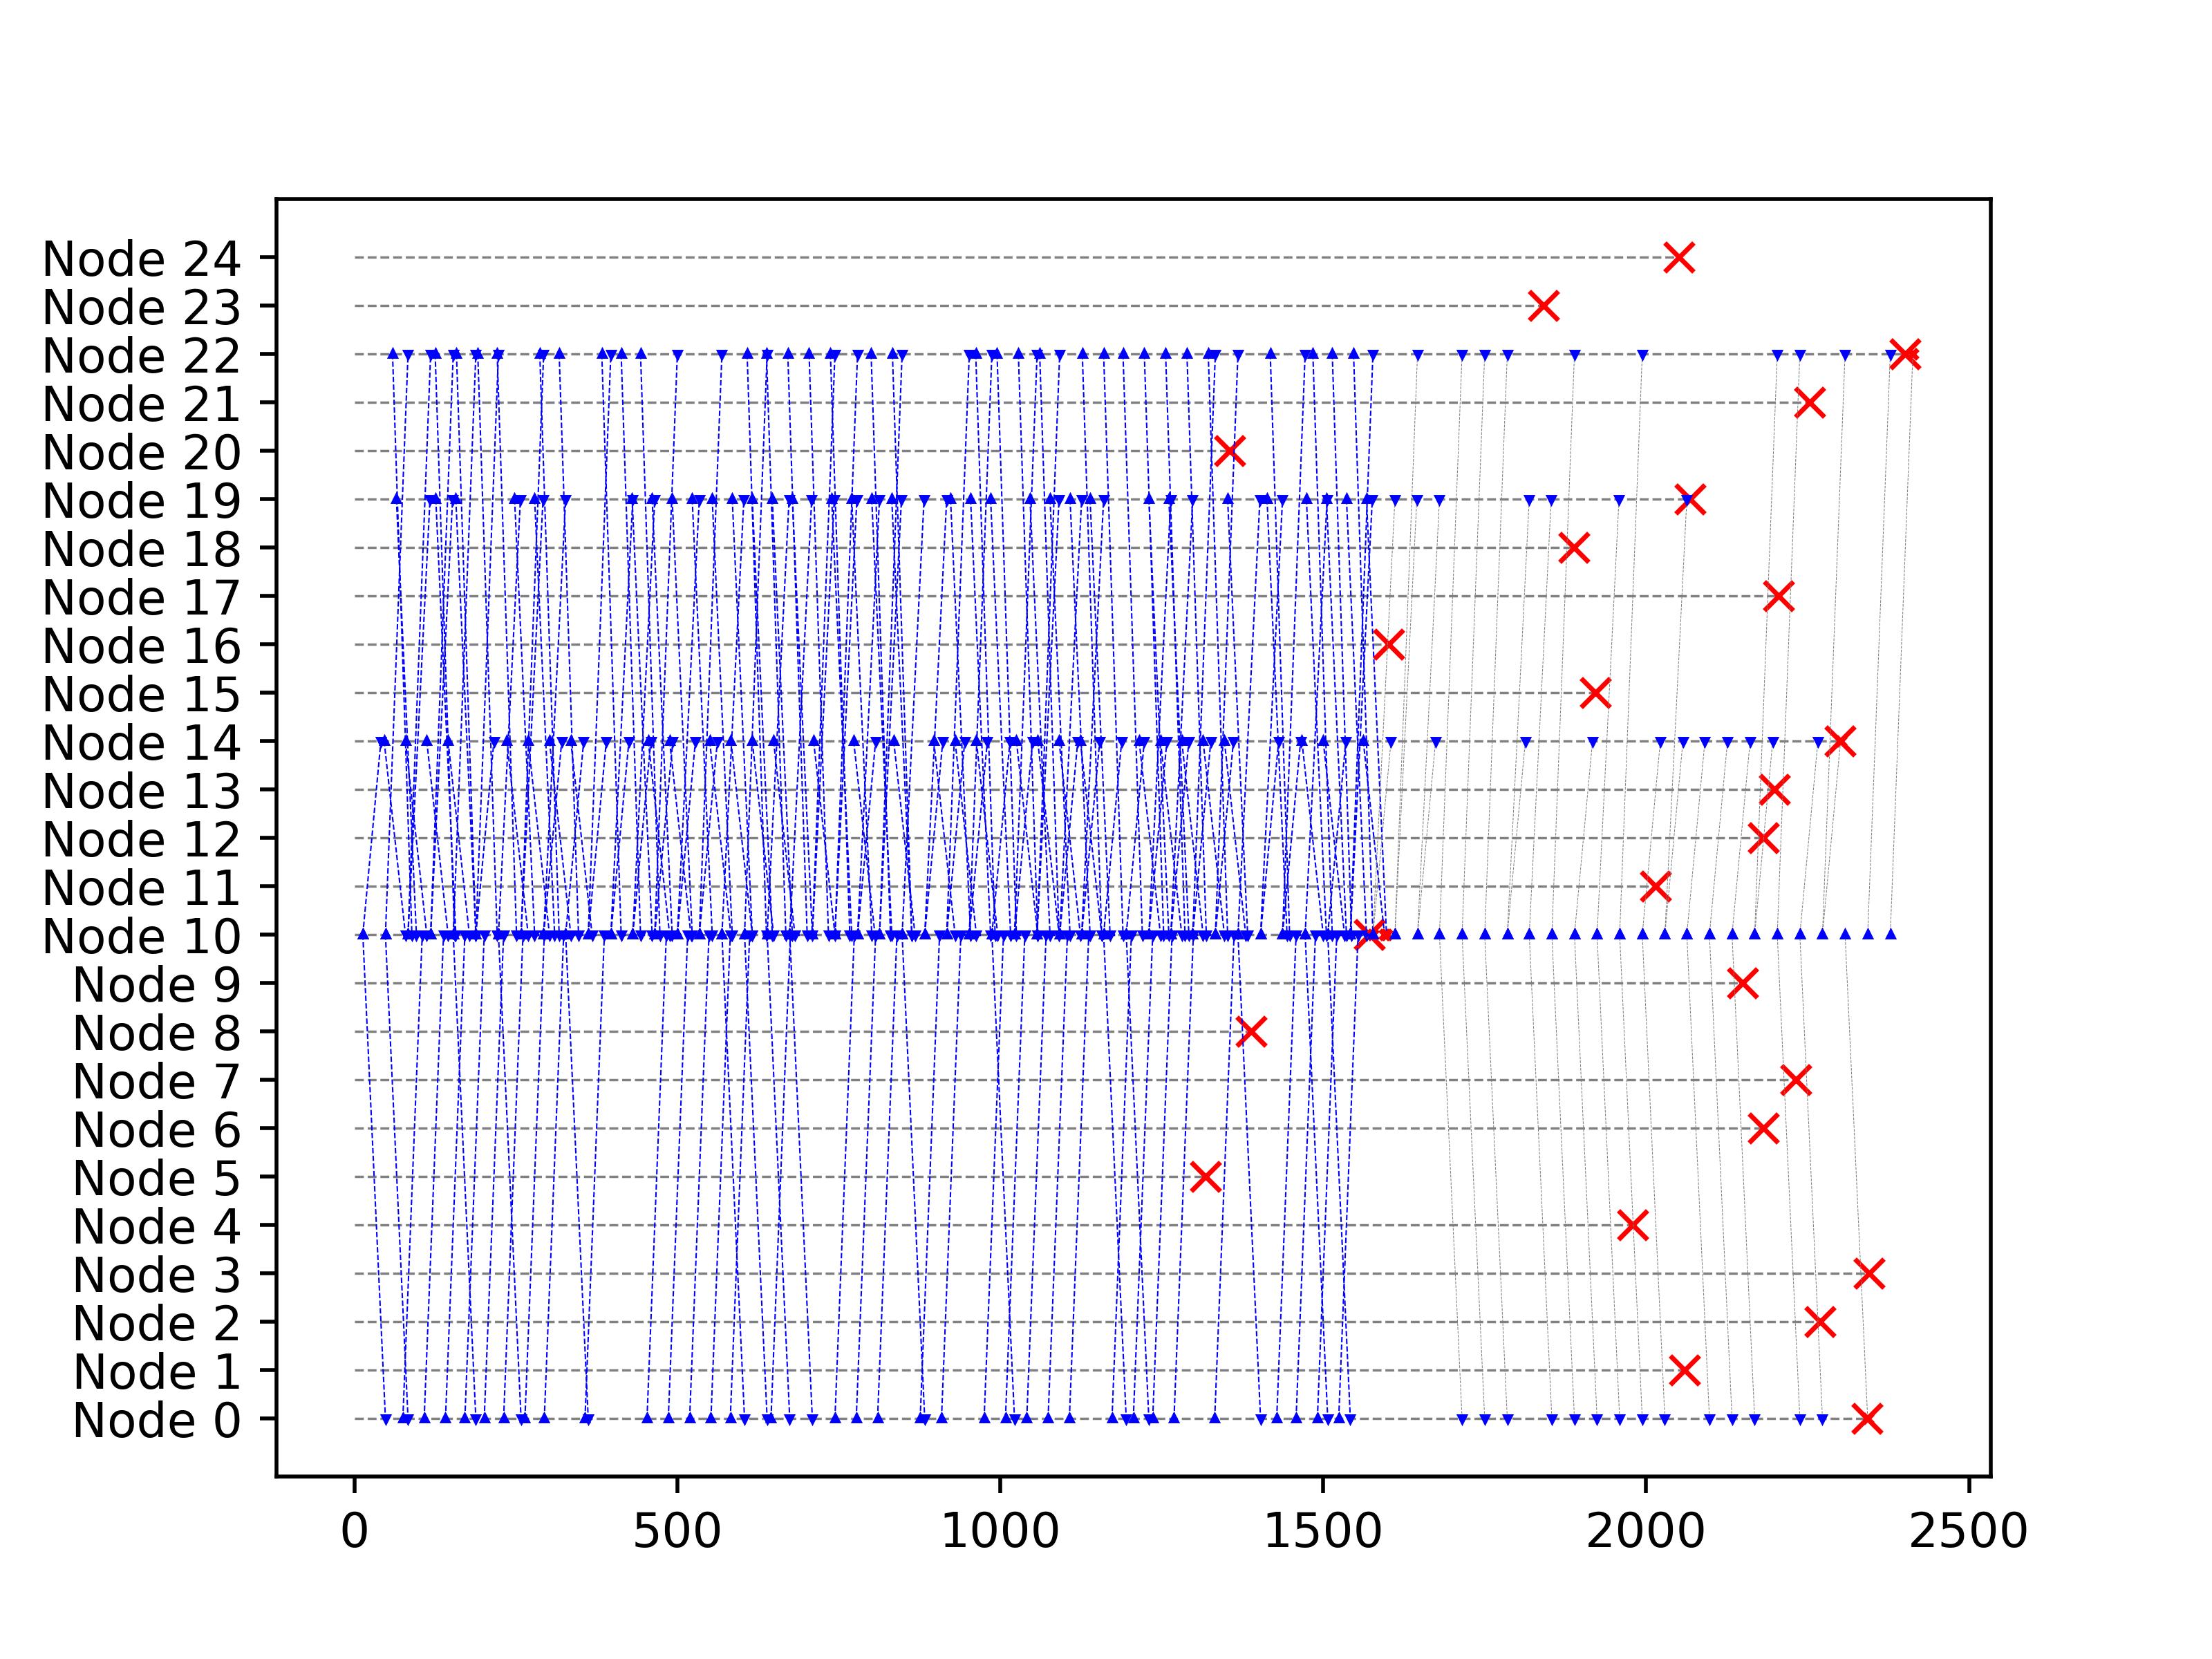 Node 24
Node 23
Node 22
Node 21
Node 20
Node 19
Node 18
Node 17
Node 16
Node 15
Node 14
Node 13
Node 12
Node 11
Node 10
Node 9
Node 8
Node 7
Node 6
Node 5
Node 4
Node 3
Node 2
Node 1
Node 0
0 500 1000 1500 2000 2500